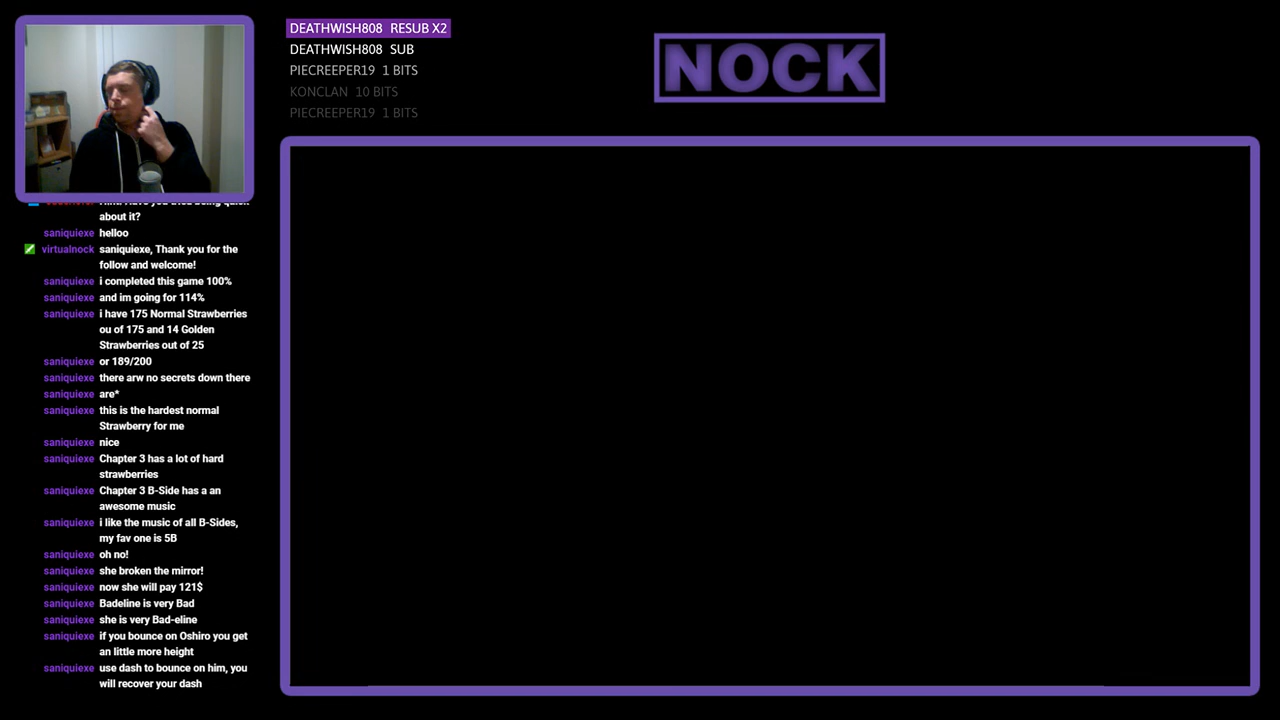 DEATHWISH808 RESUB X2
DEATHWISH808 SUB
PIECREEPER19 1 BITS
KONCLAN 10 BITS
PIECREEPER19 1 BITS
NOCK
about it?
saniquiexe helloo
virtualnock saniquiexe, Thank you for the
follow and welcome!
saniquiexe i completed this game 100%
saniquiexe and im going for 114%
saniquiexe i have 175 Normal Strawberries
ou of 175 and 14 Golden
Strawberries out of 25
saniquiexe or 189/200
saniquiexe there arw no secrets down there
saniquiexe are*
saniquiexe this is the hardest normal
Strawberry for me
saniquiexe nice
saniquiexe Chapter 3 has a lot of hard
strawberries
saniquiexe Chapter 3 B-Side has a an
awesome music
saniquiexe i like the music of all B-Sides,
my fav one is 5B
saniquiexe oh no!
saniquiexe she broken the mirror!
saniquiexe now she will pay 121$
saniquiexe Badeline is very Bad
saniquiexe she is very Bad-eline
saniquiexe if you bounce on Oshiro you get
an little more height
saniquiexe use dash to bounce on him, you
will recover your dash